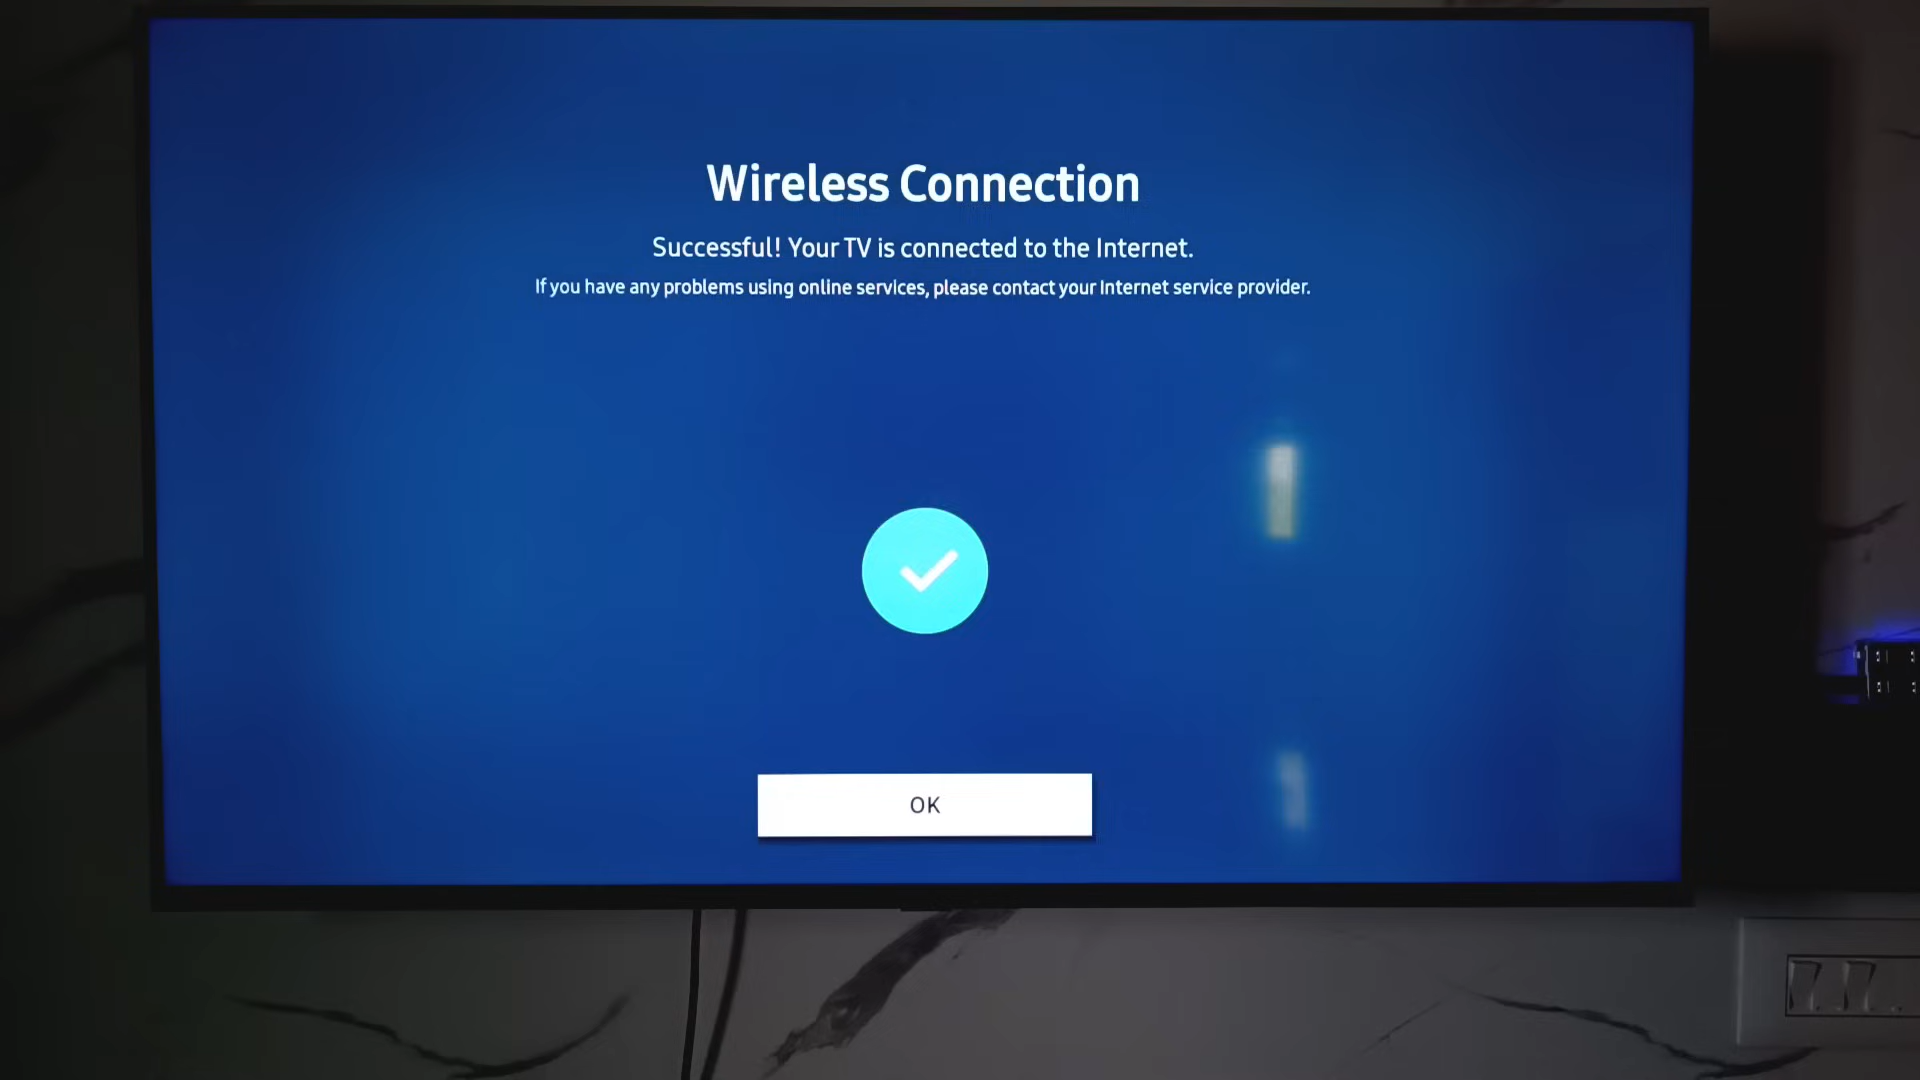 Wireless Connection
Successful! Your TV is connected to the Internet.
If you have any problems using online services, please contact your Internet service provider.
OK